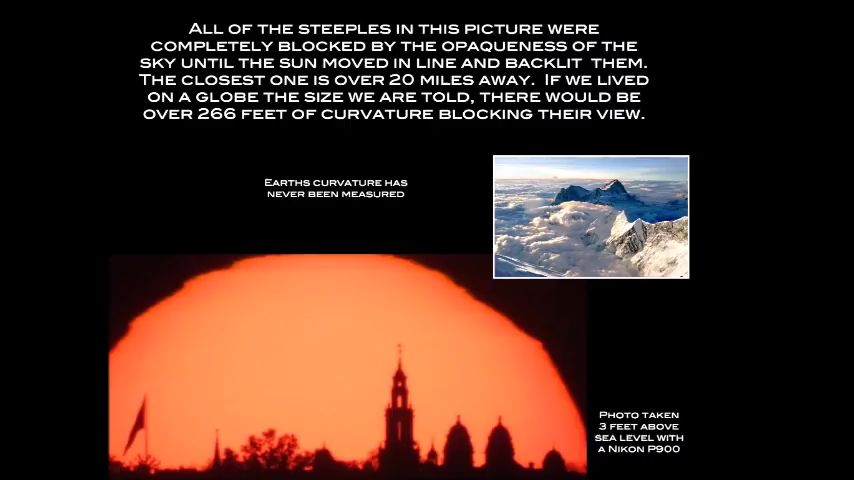 ALL OF THE STEEPLES IN THIS PICTURE WERE
COMPLETELY BLOCKED BY THE OPAQUENESS OF THE
SKY UNTIL THE SUN MOVED IN LINE AND BACKLIT THEM.
THE CLOSEST ONE IS OVER 20 MILES AWAY. IF WE LIVED
ON A GLOBE THE SIZE WE ARE TOLD, THERE WOULD BE
OVER 266 FEET OF CURVATURE BLOCKING THEIR VIEW.
EARTHS CURVATURE HAS
NEVER BEEN MEASURED
PHOTO TAKEN
3 FEET ABOVE
SEA LEVEL WITH
A NIKON P900